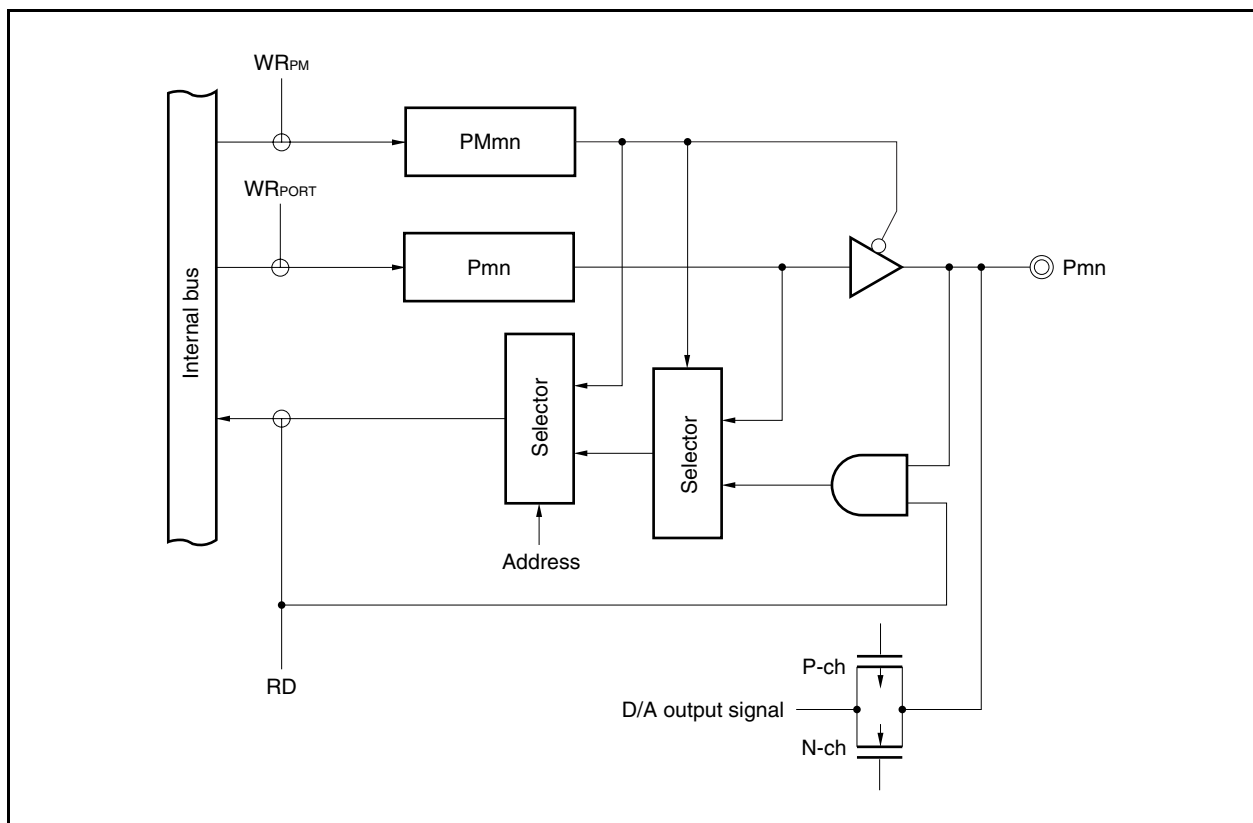 WRPM
PMmn
WRPORT
Pmn
Pmn
Internal bus
Selector
Selector
Address
RD
P-ch
D/A output signal
N-ch